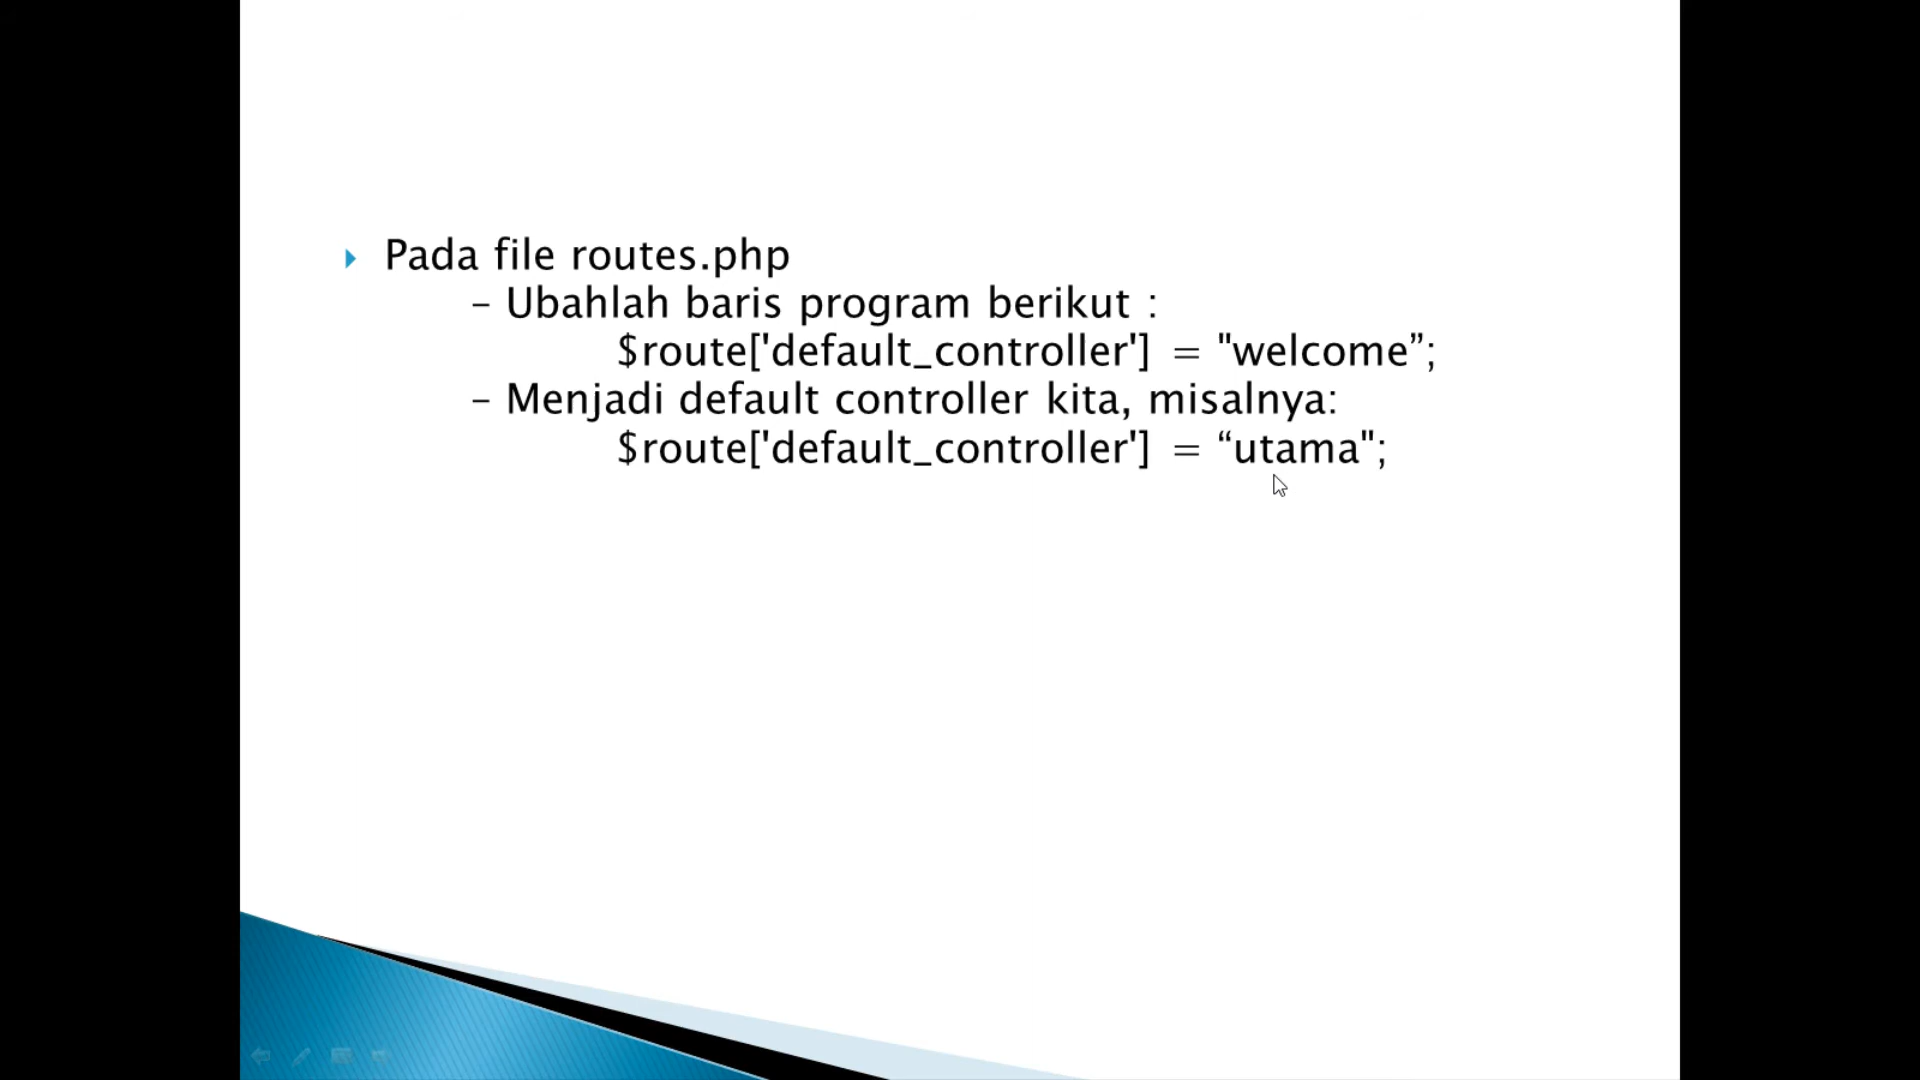 Pada file routes.php
– Ubahlah baris program berikut :
$route['default_controller'] = "welcome”;
– Menjadi default controller kita, misalnya:
$route['default_controller'] = “utama";